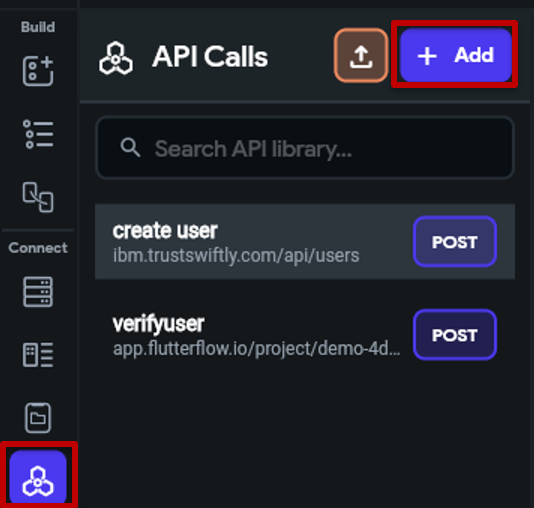 Build
API Calls
+ Add
Search API library...
create user
ibm.trustswiftly.com/api/users
POST
Connect
verifyuser
app.flutterflow.io/project/demo-4d...
POST